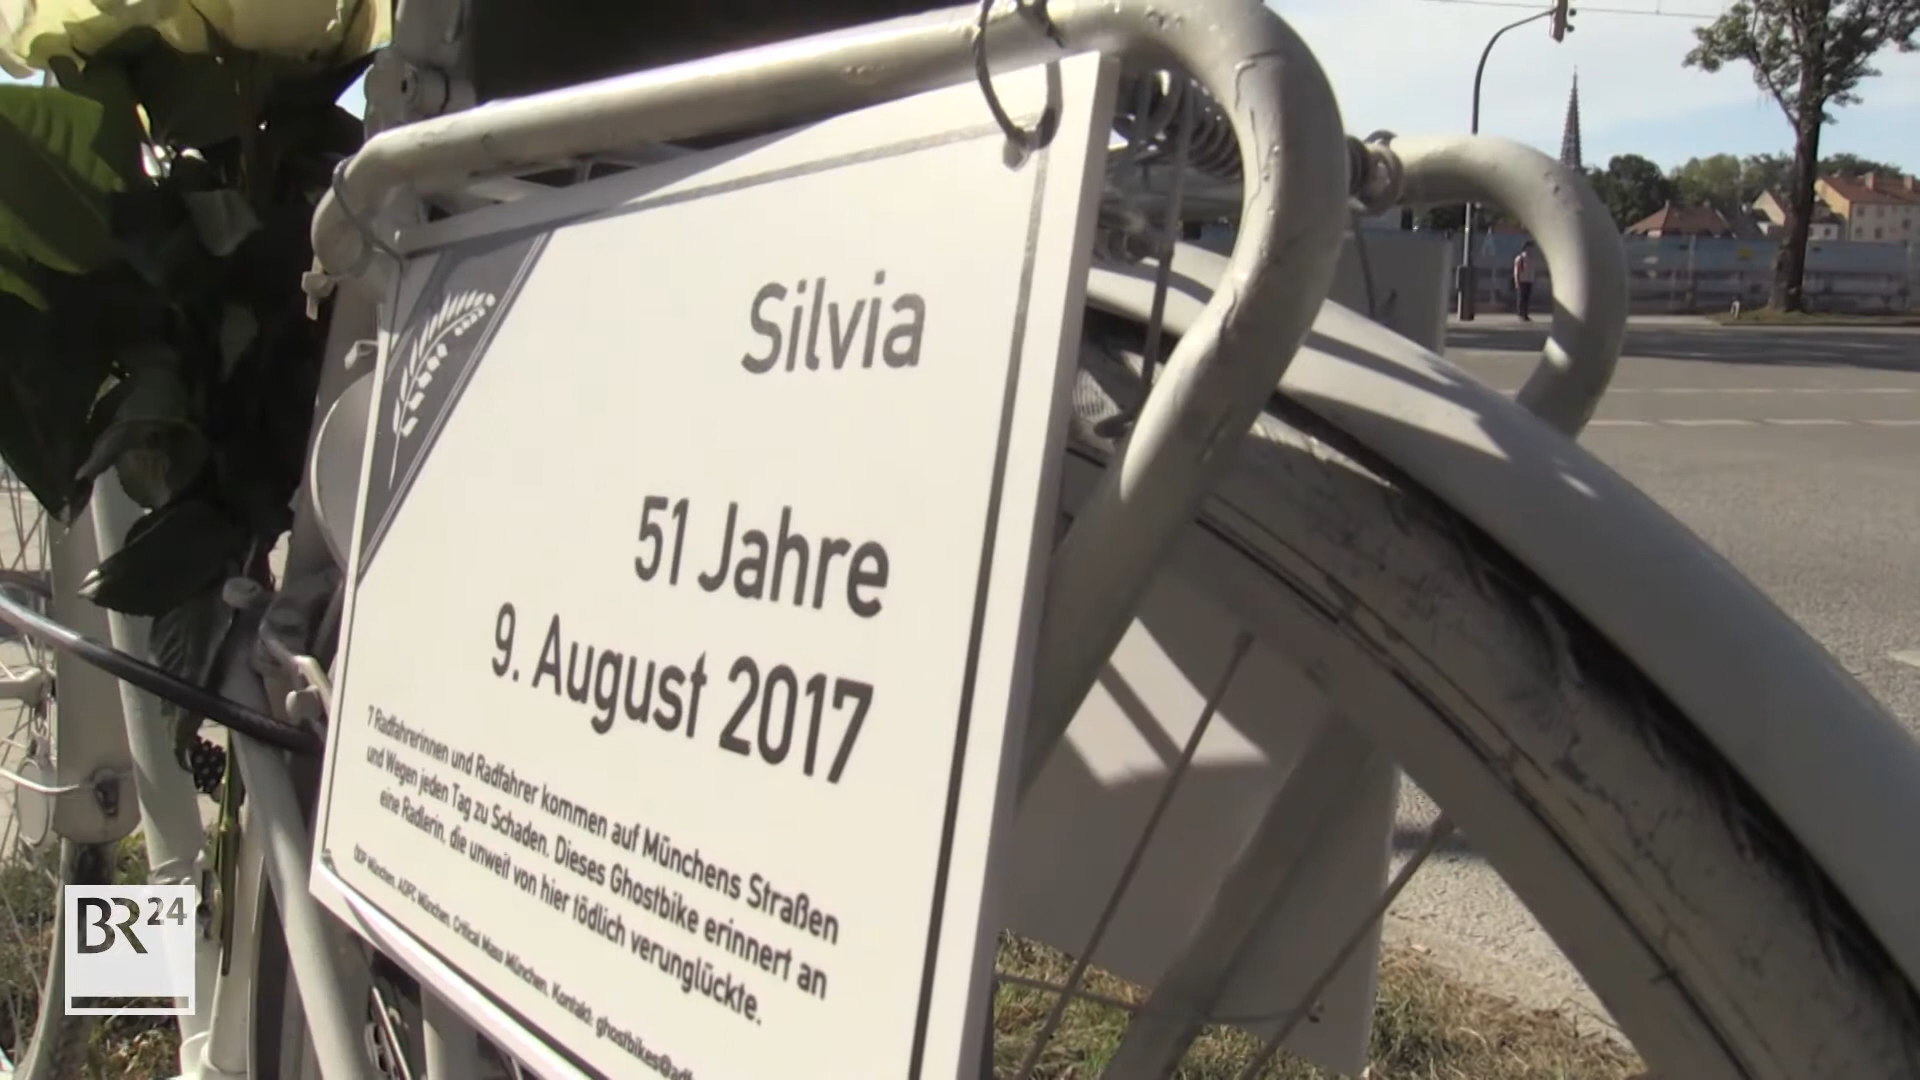 Silvia
51 Jahre
9. August 2017
7 Radfahrerinnen und Radfahrer kommen auf Münchens Straßen
und Wegen jeden Tag zu Schaden. Dieses Ghostbike erinnert an
eine Radlerin, die unweit von hier tödlich verunglückte.
München, ADFC München, Critical Mass München. Kontakt: ghostbikes@adf
BR24